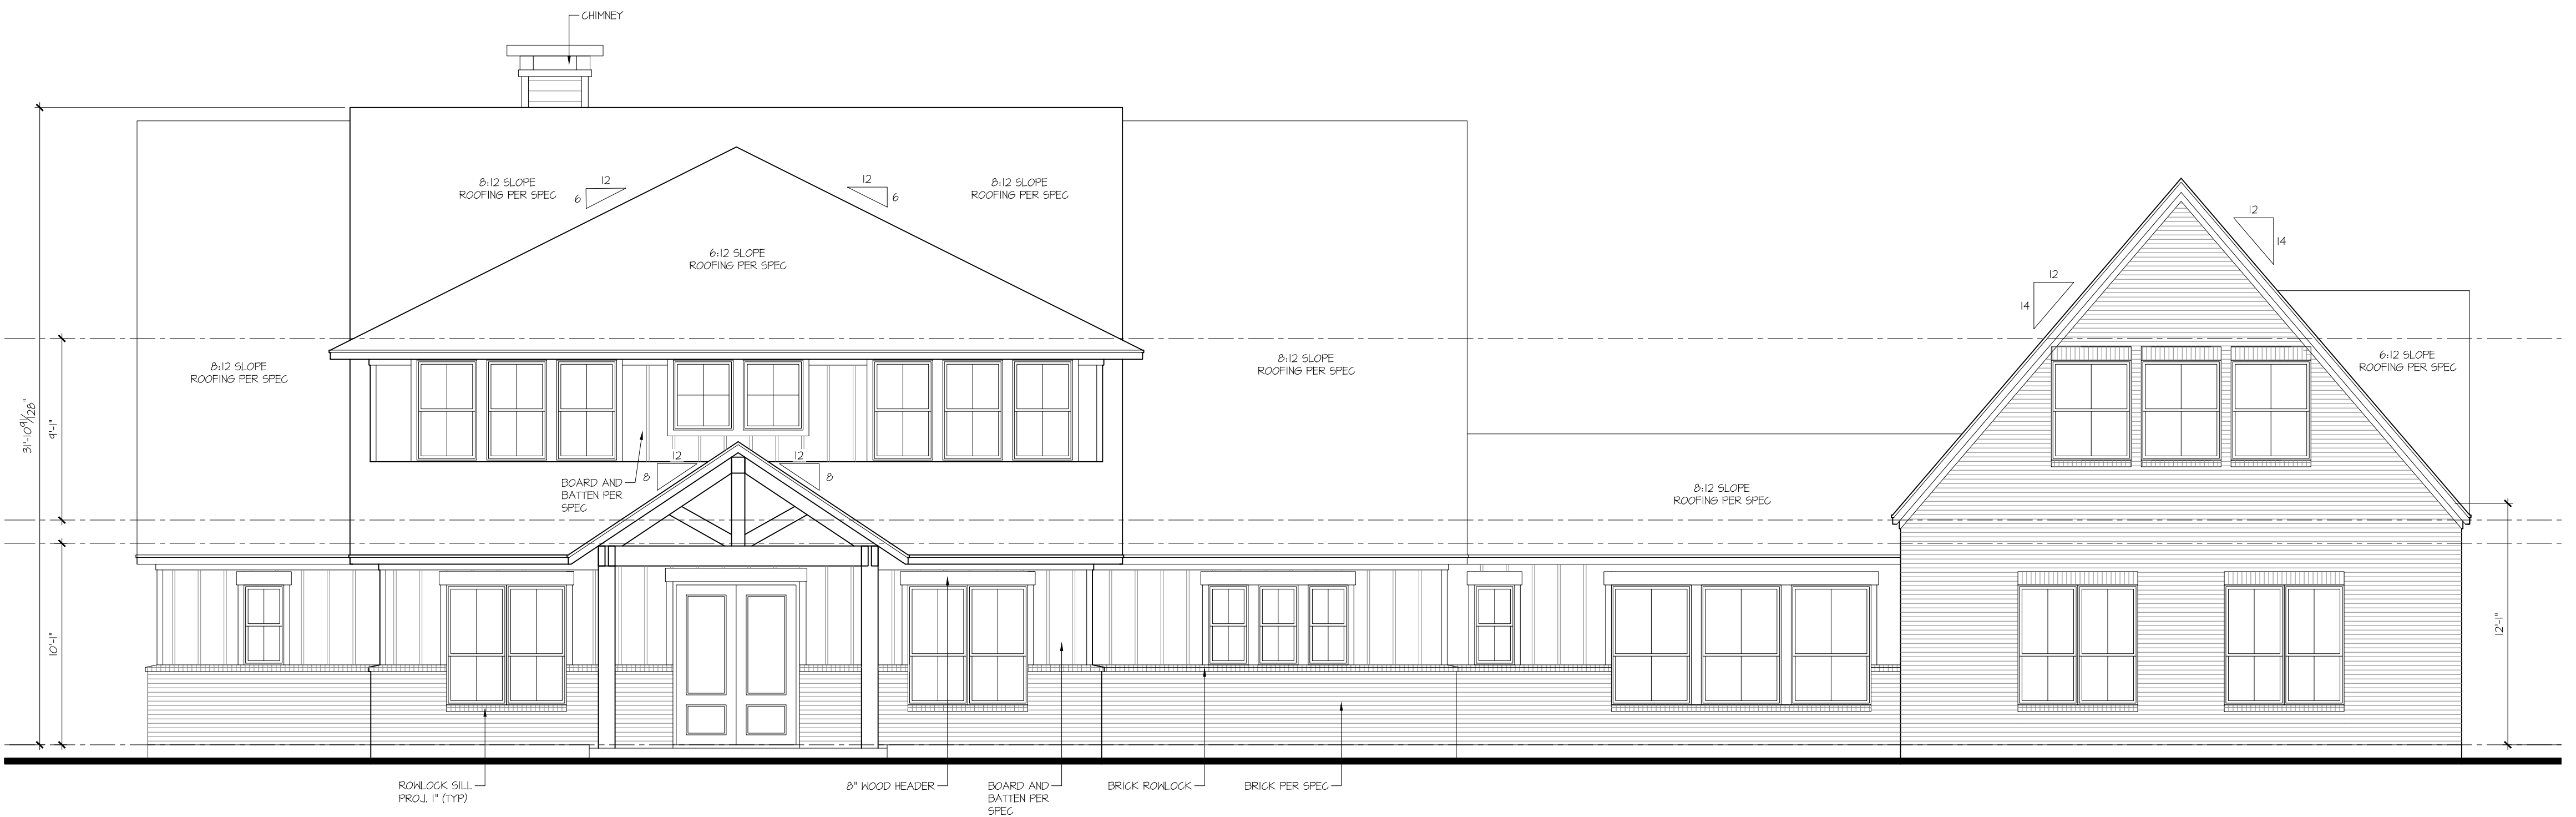 CHIMNEY
8:12 SLOPE
ROOFING PER SPEC
12
6
12
6
8:12 SLOPE
ROOFING PER SPEC
6:12 SLOPE
ROOFING PER SPEC
12
14
12
14
8:12 SLOPE
ROOFING PER SPEC
8:12 SLOPE
ROOFING PER SPEC
6:12 SLOPE
ROOFING PER SPEC
31'-10 91/128"
9'-1"
12
8
12
8
BOARD AND
BATTEN PER
SPEC
8:12 SLOPE
ROOFING PER SPEC
10'-1"
12'-1"
ROWLOCK SILL
PROJ. 1" (TYP)
8" WOOD HEADER
BOARD AND
BATTEN PER
SPEC
BRICK ROWLOCK
BRICK PER SPEC